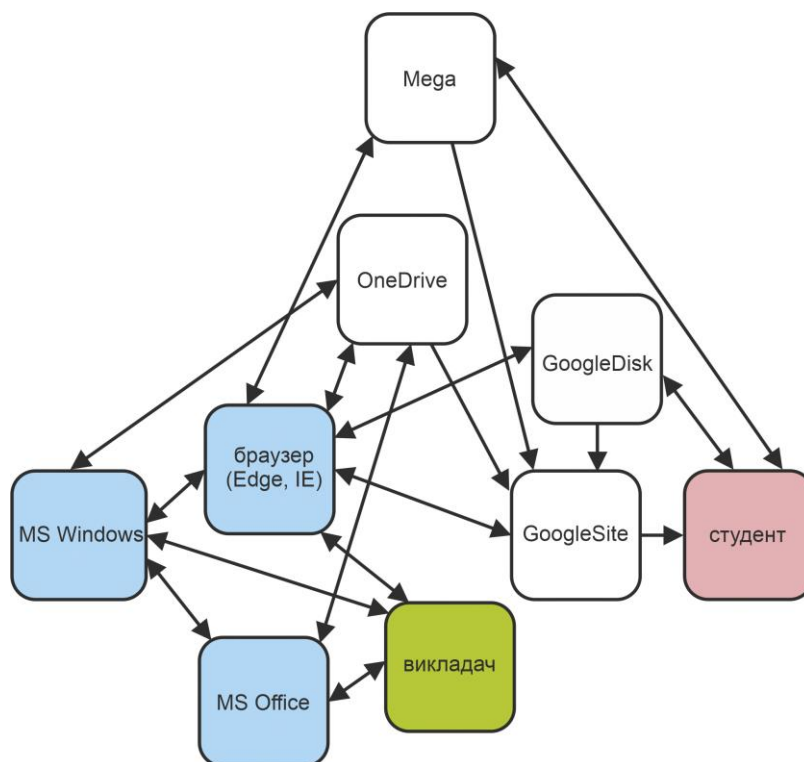 Mega
OneDrive
GoogleDisk
браузер
(Edge, IE)
MS Windows
GoogleSite
студент
викладач
MS Office